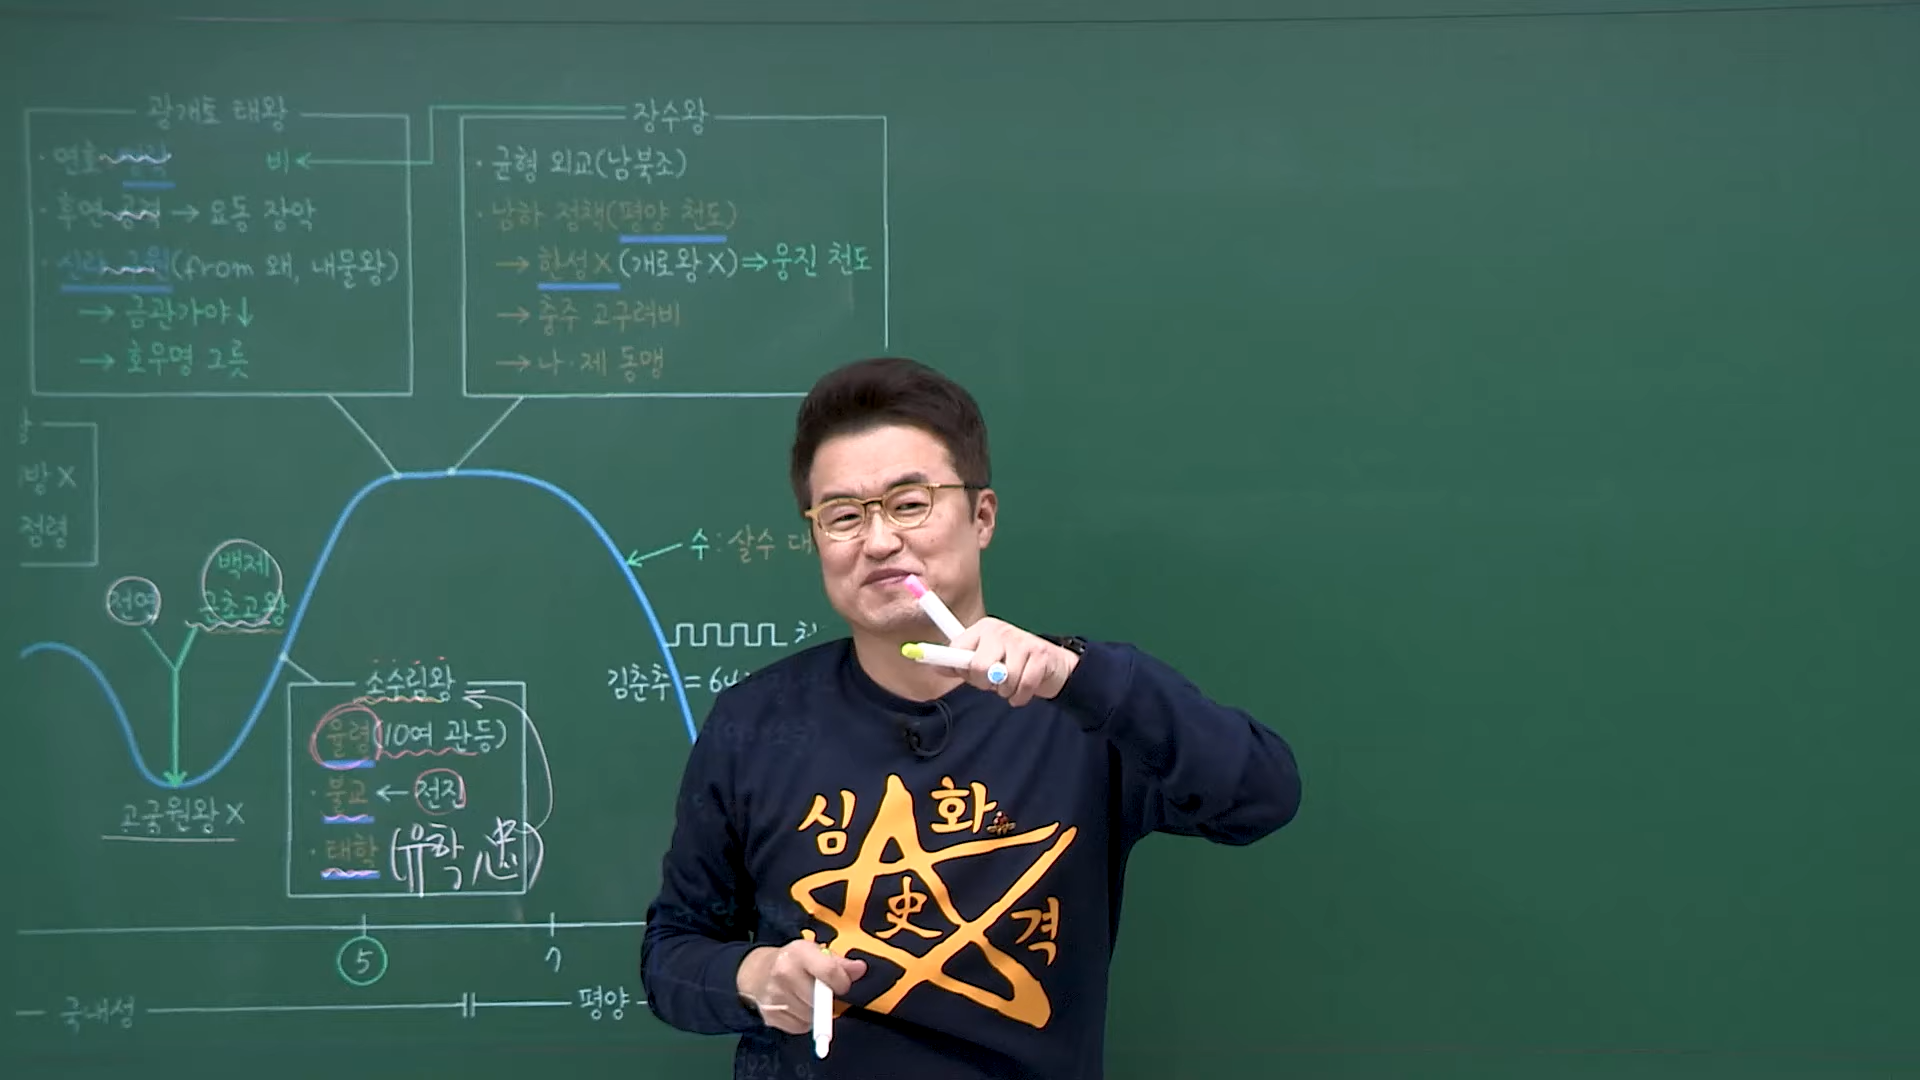 광개토 태왕
· 연호 영락
비
· 후연 공격 → 요동 장악
· 신라 구원(from 왜, 내물왕)
→ 금관가야↓
→ 호우명 그릇
장수왕
· 균형 외교(남북조)
· 남하 정책(평양 천도)
→ 한성X(개로왕X)⇒웅진 천도
→ 충주 고구려비
→ 나·제 동맹
방 X
점령
전연
백제
근초고왕
고국원왕 X
소수림왕
· 율령(10여 관등)
· 불교 ← 전진
· 태학 (유학, 忠)
수 : 살수 대
김춘추 = 64
5
7
국내성
평양
심 화
史
격